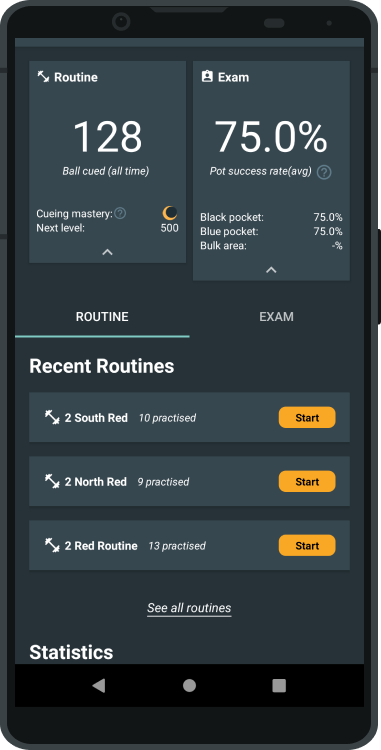 Routine
128
Ball cued (all time)
Cueing mastery: ?
Next level: 500
Exam
75.0%
Pot success rate(avg) ?
Black pocket: 75.0%
Blue pocket: 75.0%
Bulk area: -%
ROUTINE EXAM
Recent Routines
2 South Red 10 practised Start
2 North Red 9 practised Start
2 Red Routine 13 practised Start
See all routines
Statistics